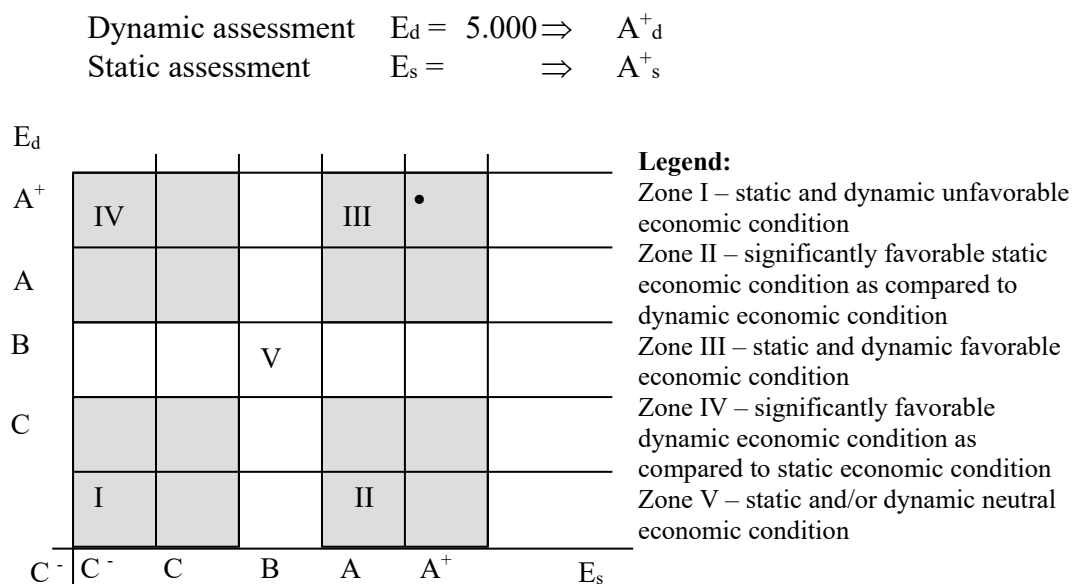 Dynamic assessment E_d = 5.000 ⇒ A⁺_d
Static assessment E_s = ⇒ A⁺_s
E_d
A⁺
IV
III
A
B
V
C
I
II
C⁻
C⁻ C B A A⁺ E_s
Legend:
Zone I – static and dynamic unfavorable
economic condition
Zone II – significantly favorable static
economic condition as compared to
dynamic economic condition
Zone III – static and dynamic favorable
economic condition
Zone IV – significantly favorable
dynamic economic condition as
compared to static economic condition
Zone V – static and/or dynamic neutral
economic condition